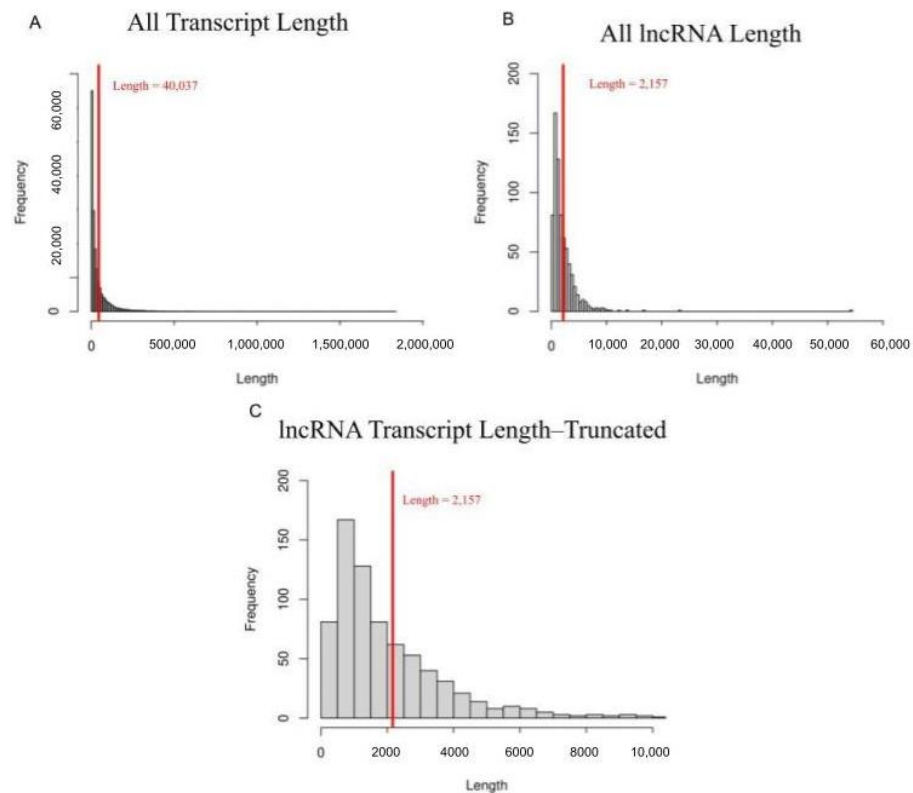 A
All Transcript Length
Length = 40,037
Frequency
0
20,000
40,000
60,000
0
500,000
1,000,000
1,500,000
2,000,000
Length
B
All lncRNA Length
Length = 2,157
Frequency
0
50
100
150
200
0
10,000
20,000
30,000
40,000
50,000
60,000
Length
C
lncRNA Transcript Length–Truncated
Length = 2,157
Frequency
0
50
100
150
200
0
2000
4000
6000
8000
10,000
Length